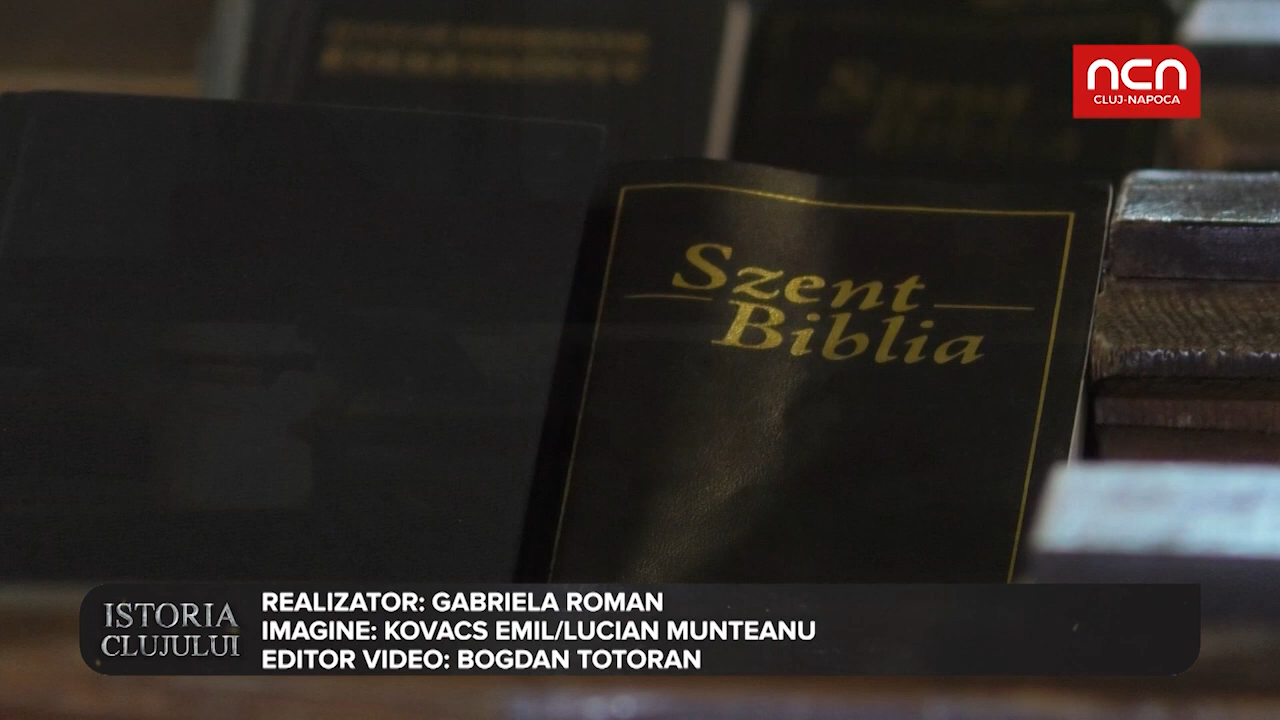 ncn
CLUJ-NAPOCA
Szent
Szent
Biblia
ISTORIA
CLUJULUI
REALIZATOR: GABRIELA ROMAN
IMAGINE: KOVACS EMIL/LUCIAN MUNTEANU
EDITOR VIDEO: BOGDAN TOTORAN